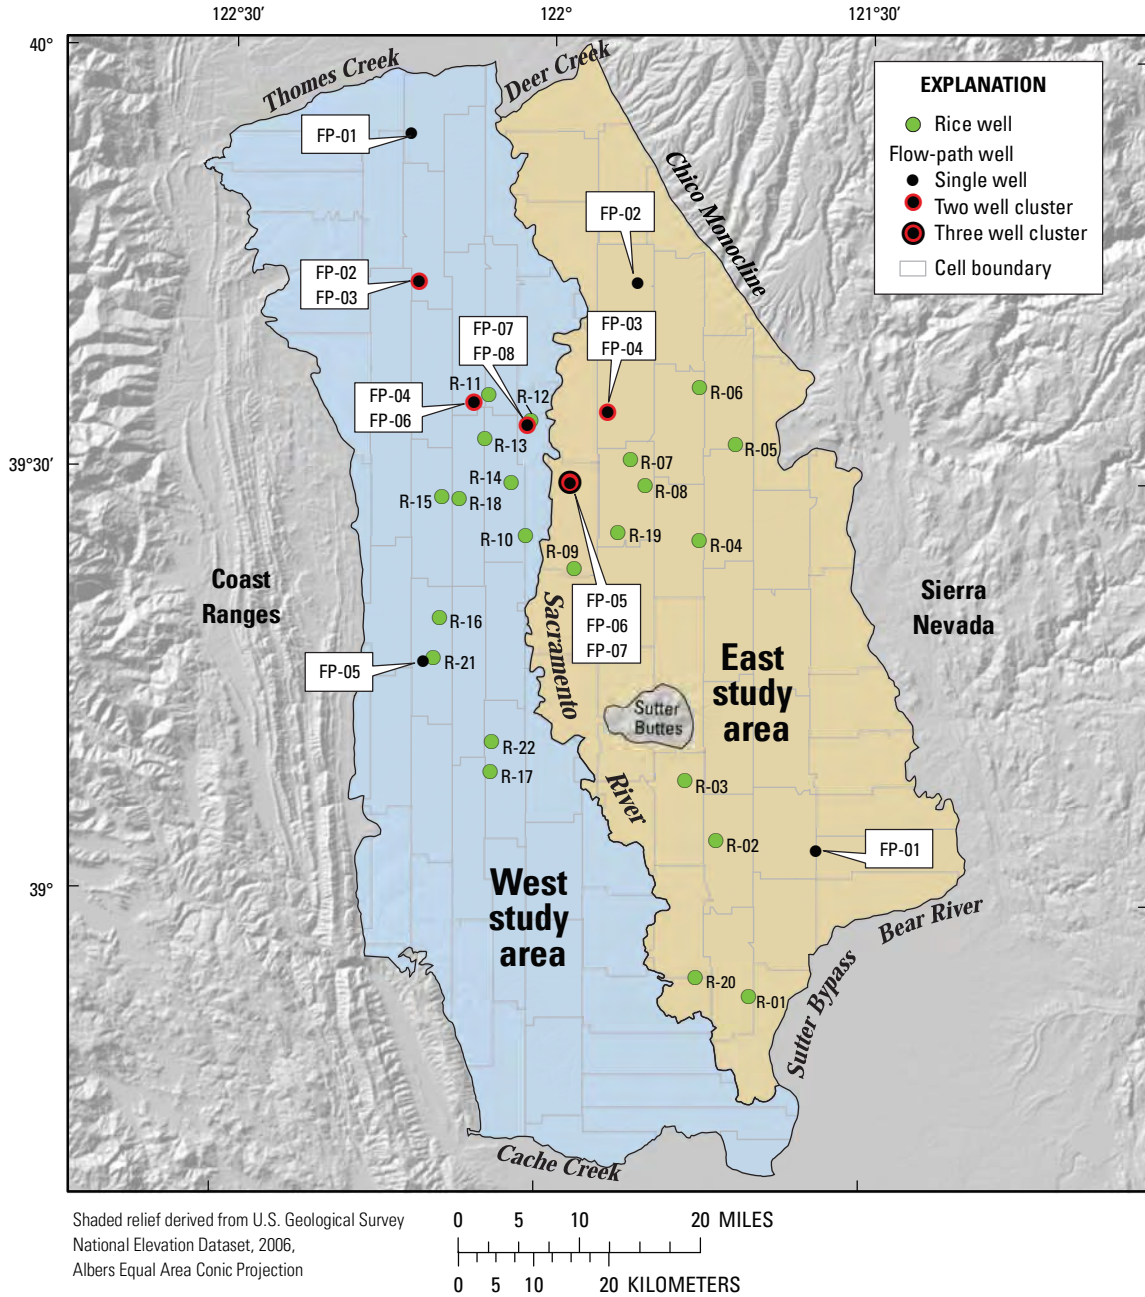 122°30'
122°
121°30'
40°
39°30'
39°
Thomes Creek
Deer Creek
Chico Monocline
EXPLANATION
Rice well
Flow-path well
Single well
Two well cluster
Three well cluster
Cell boundary
FP-01
FP-02
FP-02
FP-03
FP-03
FP-04
FP-07
FP-08
FP-04
FP-06
R-11
R-12
R-06
R-13
R-05
R-07
R-14
R-08
R-15
R-18
R-10
R-19
R-04
R-09
Coast
Ranges
Sierra
Nevada
FP-05
FP-06
FP-07
R-16
FP-05
R-21
Sacramento
River
East
study
area
Sutter
Buttes
R-22
R-17
R-03
R-02
FP-01
West
study
area
Bear River
R-20
R-01
Sutter Bypass
Cache Creek
Shaded relief derived from U.S. Geological Survey
National Elevation Dataset, 2006,
Albers Equal Area Conic Projection
0 5 10 20 MILES
0 5 10 20 KILOMETERS